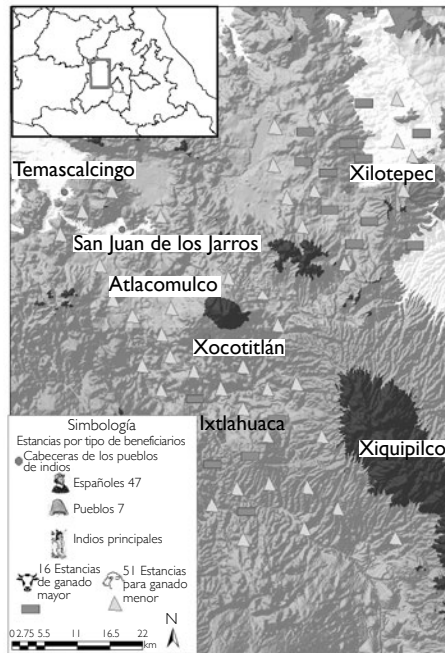 Temascalcingo
Xilotepec
San Juan de los Jarros
Atlacomulco
Xocotitlán
Ixtlahuaca
Xiquipilco
Simbología
Estancias por tipo de beneficiarios
Cabeceras de los pueblos
de indios
Españoles 47
Pueblos 7
Indios principales
16 Estancias
de ganado
mayor
51 Estancias
para ganado
menor
N
0 2.75 5.5 11 16.5 22
km